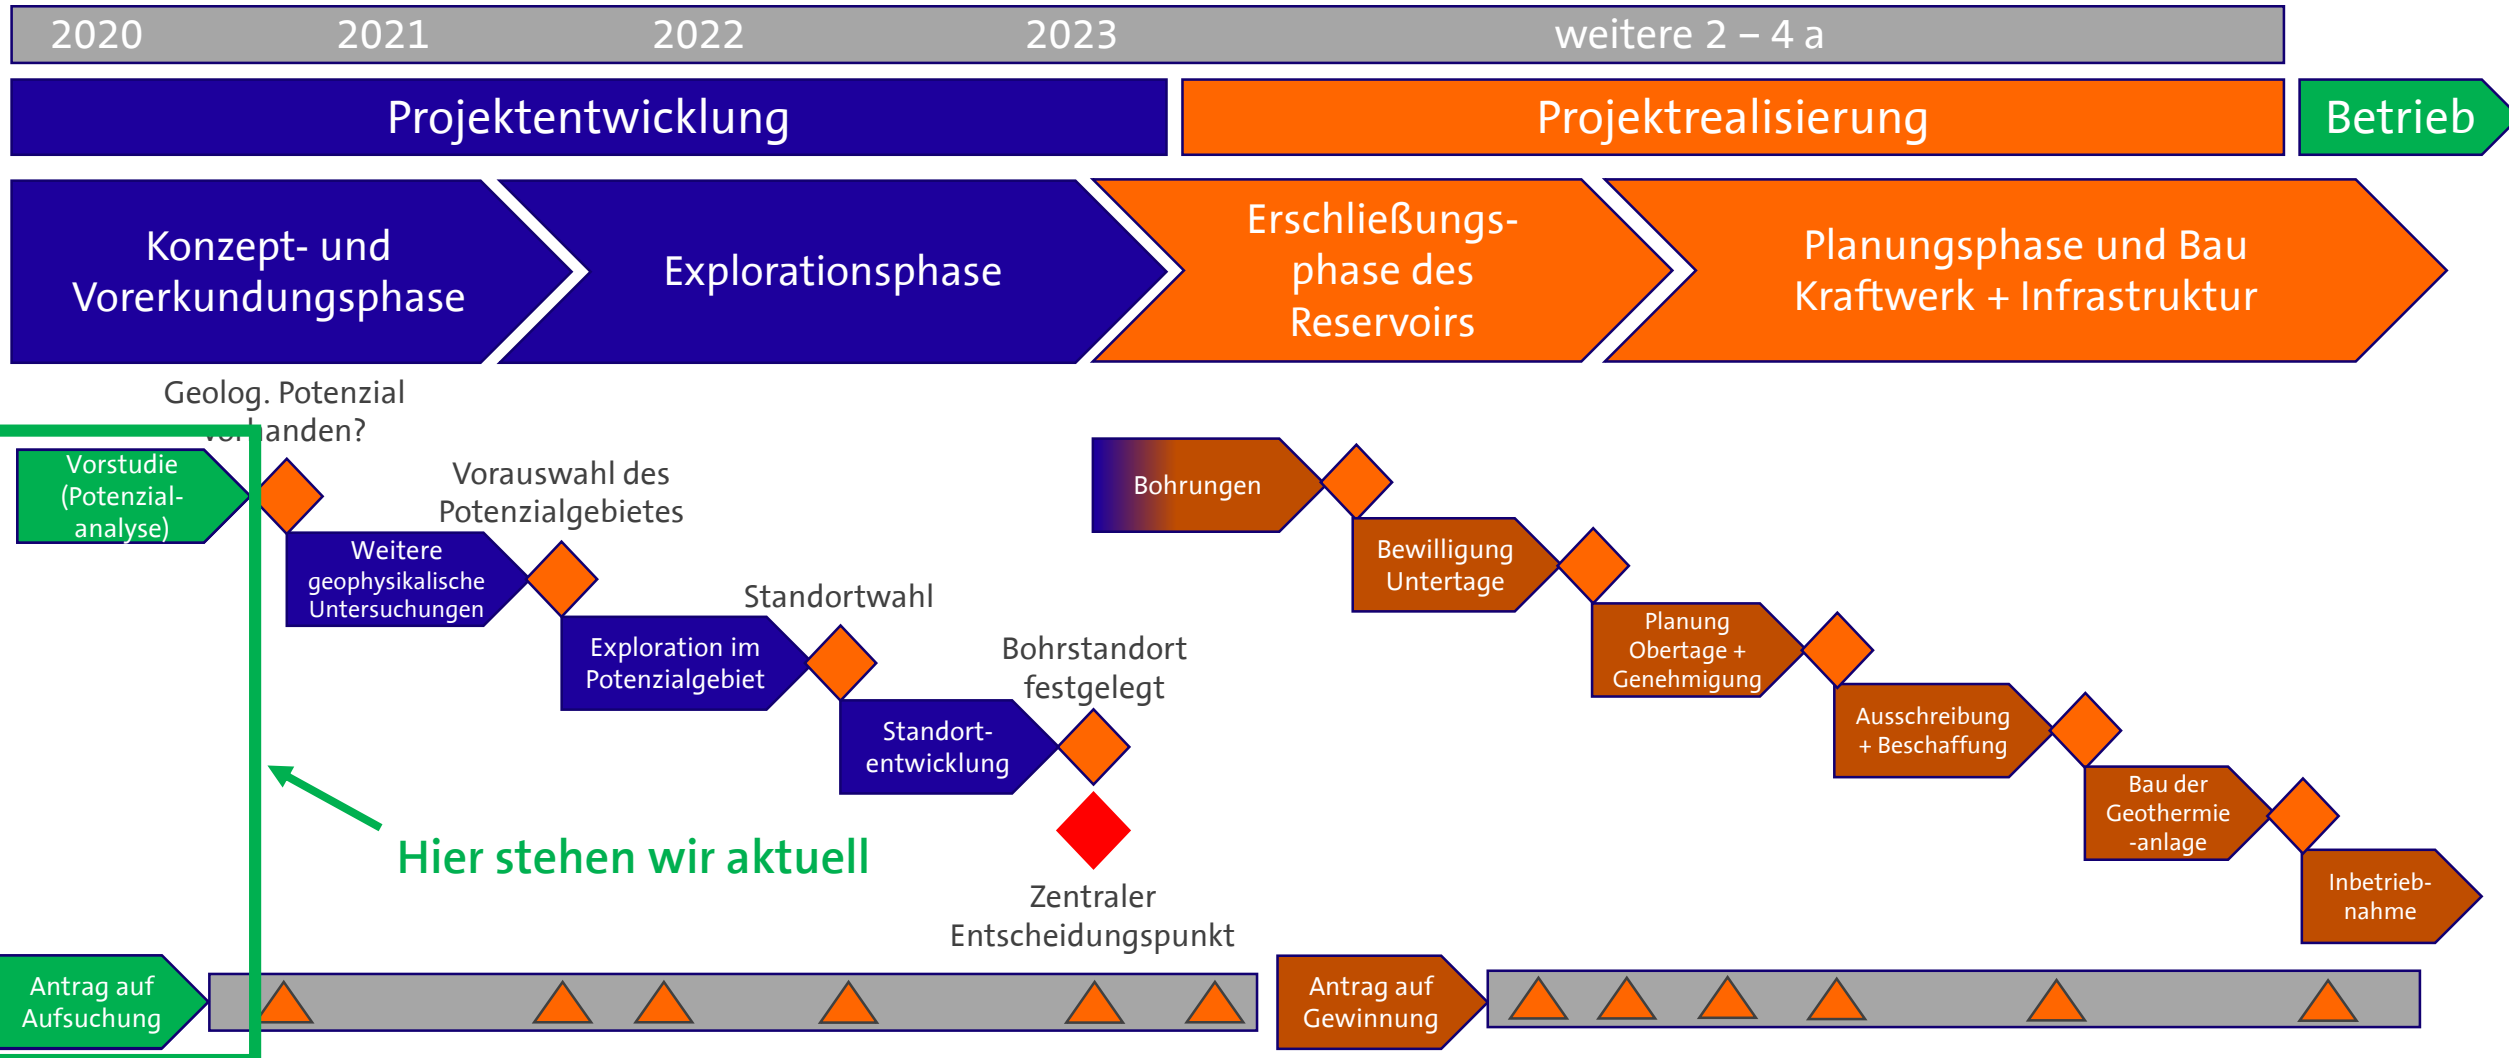 2020 2021 2022 2023 weitere 2 – 4 a
Projektentwicklung
Projektrealisierung
Betrieb
Konzept- und
Vorerkundungsphase
Explorationsphase
Erschließungs-
phase des
Reservoirs
Planungsphase und Bau
Kraftwerk + Infrastruktur
Geolog. Potenzial
vorhanden?
Vorstudie
(Potenzial-
analyse)
Vorauswahl des
Potenzialgebietes
Weitere
geophysikalische
Untersuchungen
Standortwahl
Exploration im
Potenzialgebiet
Bohrstandort
festgelegt
Standort-
entwicklung
Hier stehen wir aktuell
Zentraler
Entscheidungspunkt
Bohrungen
Bewilligung
Untertage
Planung
Obertage +
Genehmigung
Ausschreibung
+ Beschaffung
Bau der
Geothermie
-anlage
Inbetrieb-
nahme
Antrag auf
Aufsuchung
Antrag auf
Gewinnung